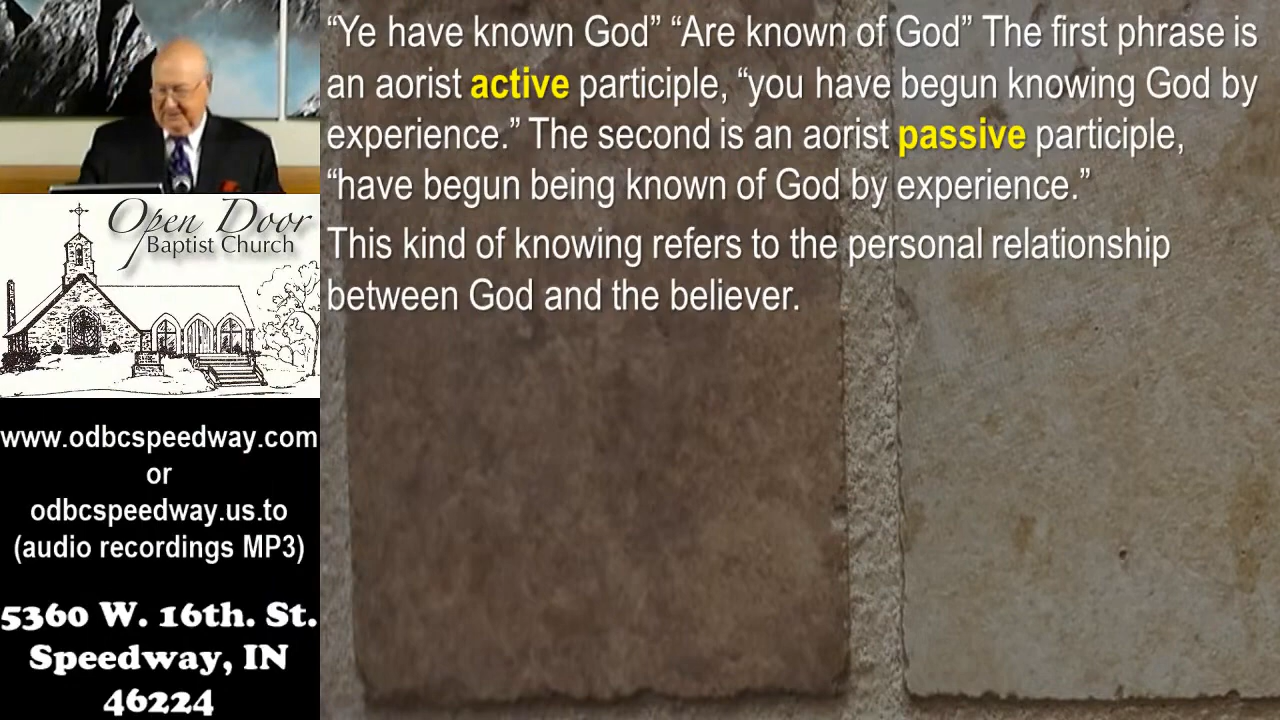 “Ye have known God” “Are known of God” The first phrase is
an aorist active participle, “you have begun knowing God by
experience.” The second is an aorist passive participle,
“have begun being known of God by experience.”
This kind of knowing refers to the personal relationship
between God and the believer.
Open Door
Baptist Church
www.odbcspeedway.com
or
odbcspeedway.us.to
(audio recordings MP3)
5360 W. 16th. St.
Speedway, IN
46224